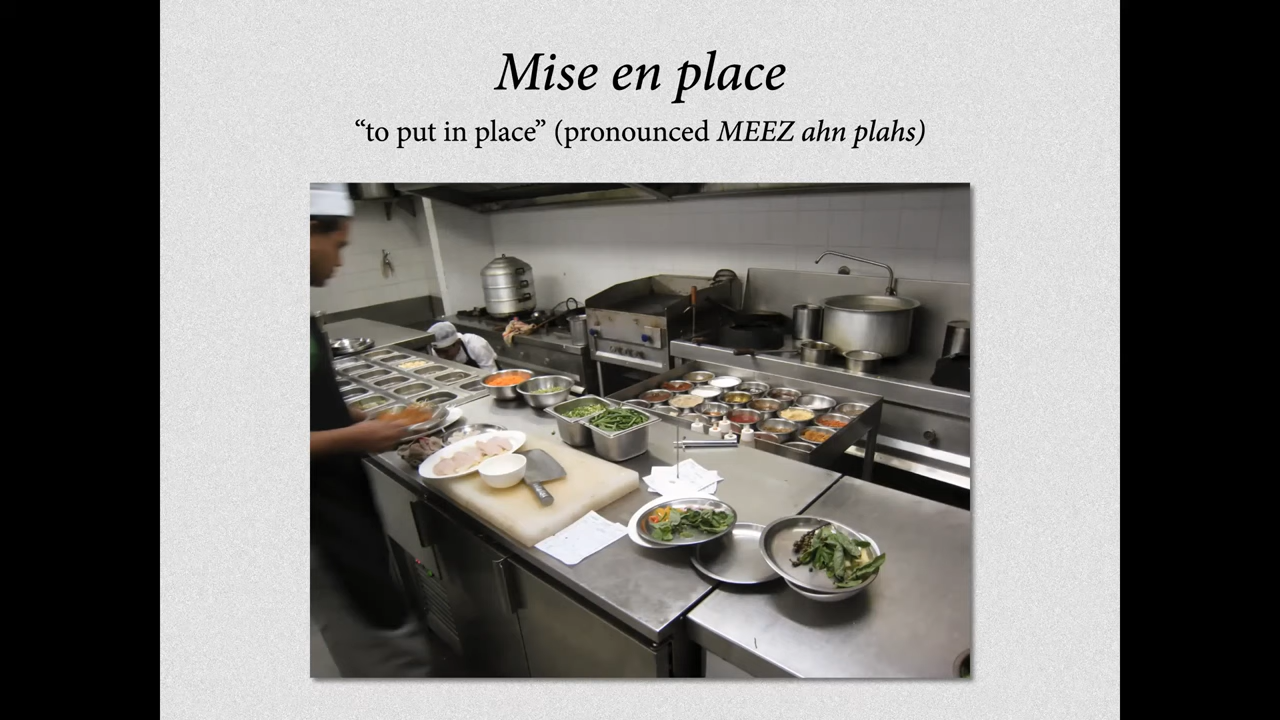 Mise en place
“to put in place” (pronounced MEEZ ahn plahs)